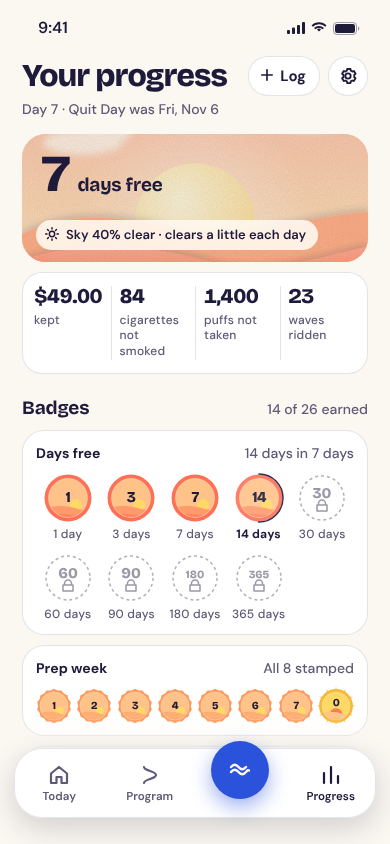 9:41
Your progress
+ Log
Day 7 · Quit Day was Fri, Nov 6
7 days free
Sky 40% clear · clears a little each day
$49.00 84 1,400 23
kept cigarettes puffs not waves
not taken ridden
smoked
Badges 14 of 26 earned
Days free 14 days in 7 days
1 3 7 14 30
1 day 3 days 7 days 14 days 30 days
60 90 180 365
60 days 90 days 180 days 365 days
Prep week All 8 stamped
1 2 3 4 5 6 7 0
Today Program Progress